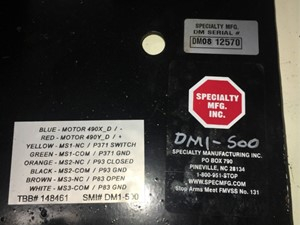 SPECIALTY MFG.
DM SERIAL #
DM08 12570
SPECIALTY
MFG.
INC.
DM1-500
SPECIALTY MANUFACTURING INC.
PO BOX 790
PINEVILLE, NC 28134
1-800-951-STOP
WWW.SPECMFG.COM
Stop Arms Meet FMVSS No. 131
BLUE - MOTOR 490X_D / -
RED - MOTOR 490Y_D / +
YELLOW - MS1-NC / P371 SWITCH
GREEN - MS1-COM / P371 GND
ORANGE - MS2-NC / P93 CLOSED
BLACK - MS2-COM / P93 GND
BROWN - MS3-NC / P83 OPEN
WHITE - MS3-COM / P83 GND
TBB# 148461 SMI# DM1-500